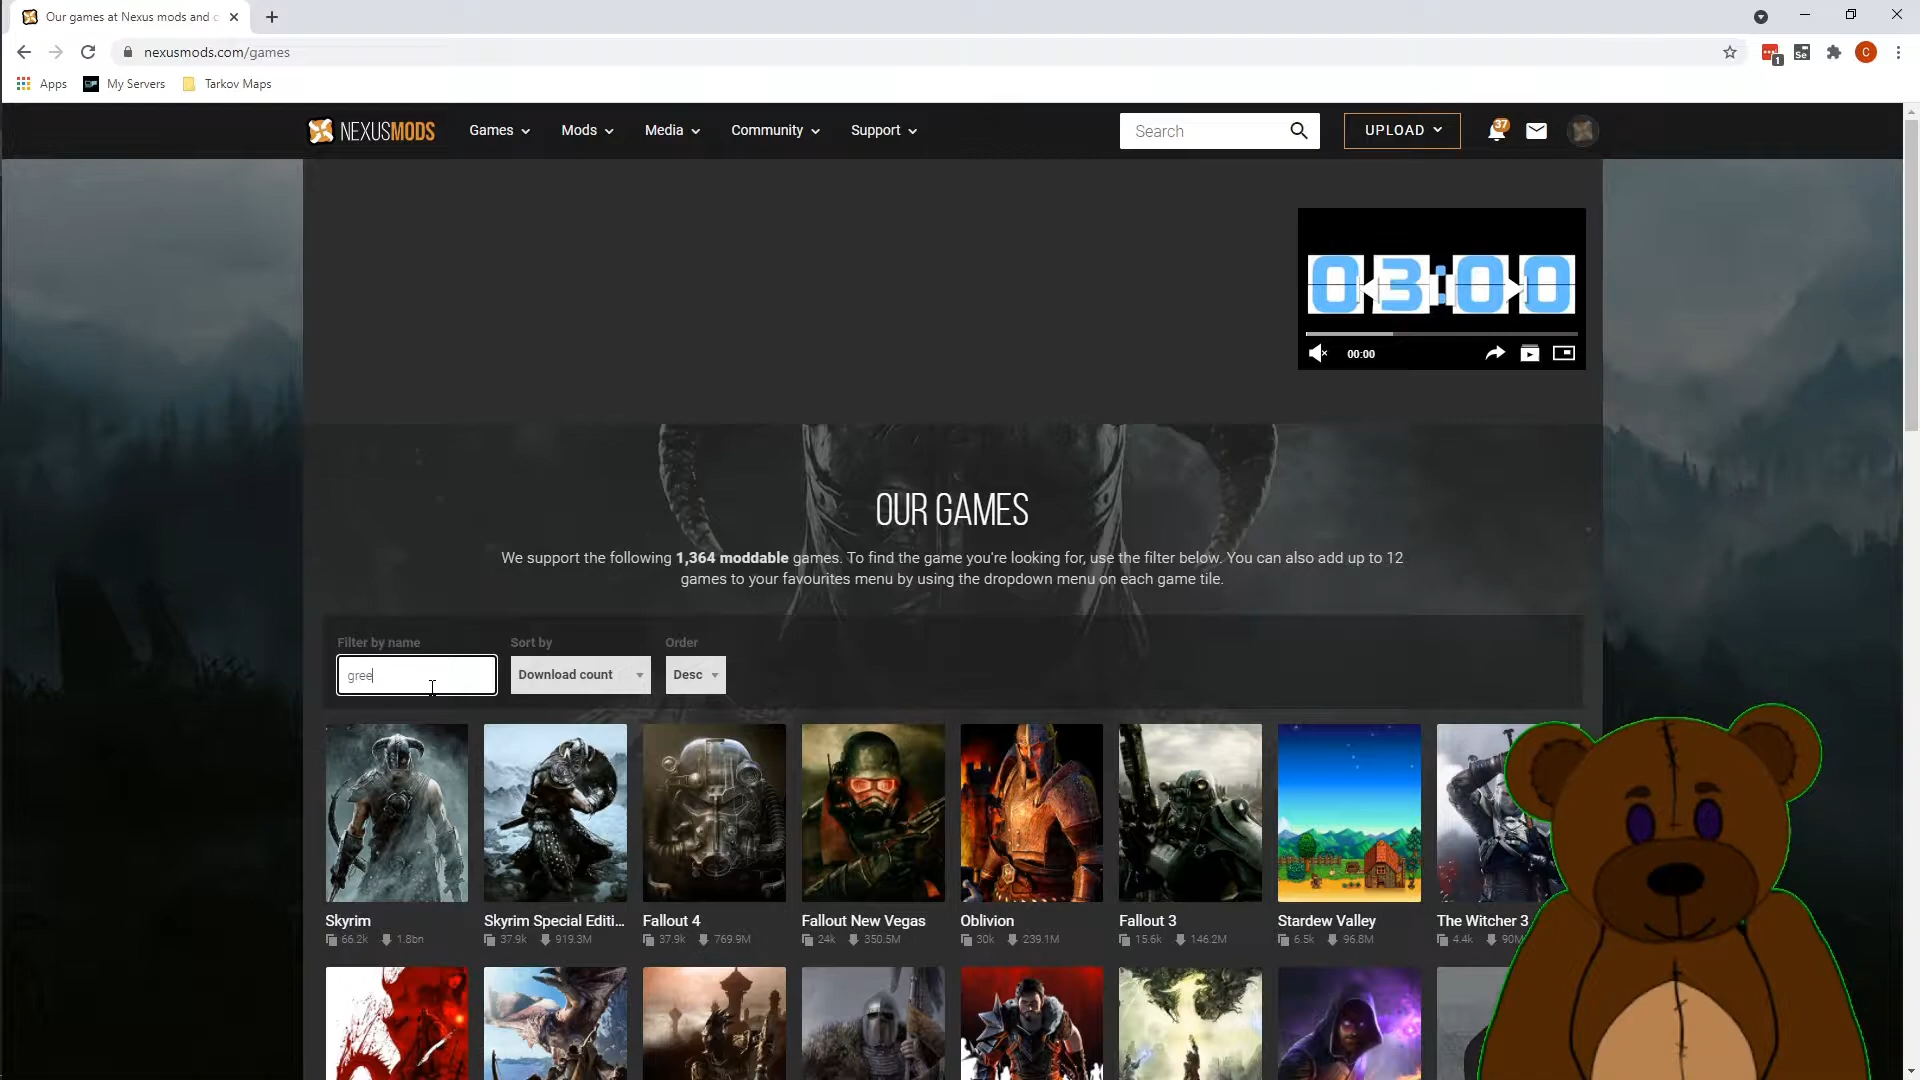 Our games at Nexus mods and c
nexusmods.com/games
1
Se
C
Apps
My Servers
Tarkov Maps
NEXUSMODS
Games
Mods
Media
Community
Support
Search
UPLOAD
37
03:00
00:00
OUR GAMES
We support the following 1,364 moddable games. To find the game you're looking for, use the filter below. You can also add up to 12
games to your favourites menu by using the dropdown menu on each game tile.
Filter by name
Sort by
Order
gree
Download count
Desc
Skyrim
Skyrim Special Editi...
Fallout 4
Fallout New Vegas
Oblivion
Fallout 3
Stardew Valley
The Witcher 3
66.2k 1.8bn
37.9k 919.3M
37.9k 769.9M
24k 350.5M
30k 239.1M
15.6k 146.2M
6.5k 96.8M
4.4k 90M